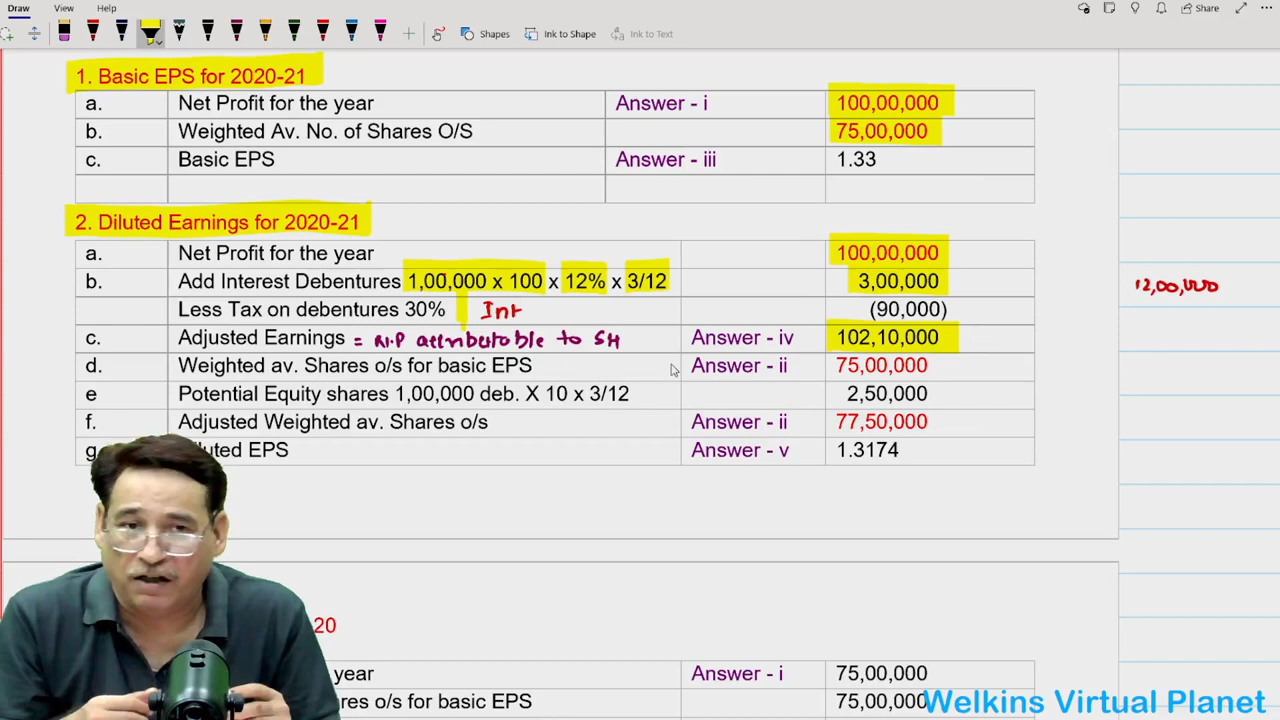 Draw View Help
Shapes Ink to Shape Ink to Text Share
1. Basic EPS for 2020-21
a. Net Profit for the year Answer - i 100,00,000
b. Weighted Av. No. of Shares O/S 75,00,000
c. Basic EPS Answer - iii 1.33
2. Diluted Earnings for 2020-21
a. Net Profit for the year 100,00,000
b. Add Interest Debentures 1,00,000 x 100 x 12% x 3/12 3,00,000 12,00,000
Less Tax on debentures 30% Int (90,000)
c. Adjusted Earnings = N.P attributable to SH Answer - iv 102,10,000
d. Weighted av. Shares o/s for basic EPS Answer - ii 75,00,000
e Potential Equity shares 1,00,000 deb. X 10 x 3/12 2,50,000
f. Adjusted Weighted av. Shares o/s Answer - ii 77,50,000
g. EPS Answer - v 1.3174
20
year Answer - i 75,00,000
res o/s for basic EPS 75,00,000
Welkins Virtual Planet